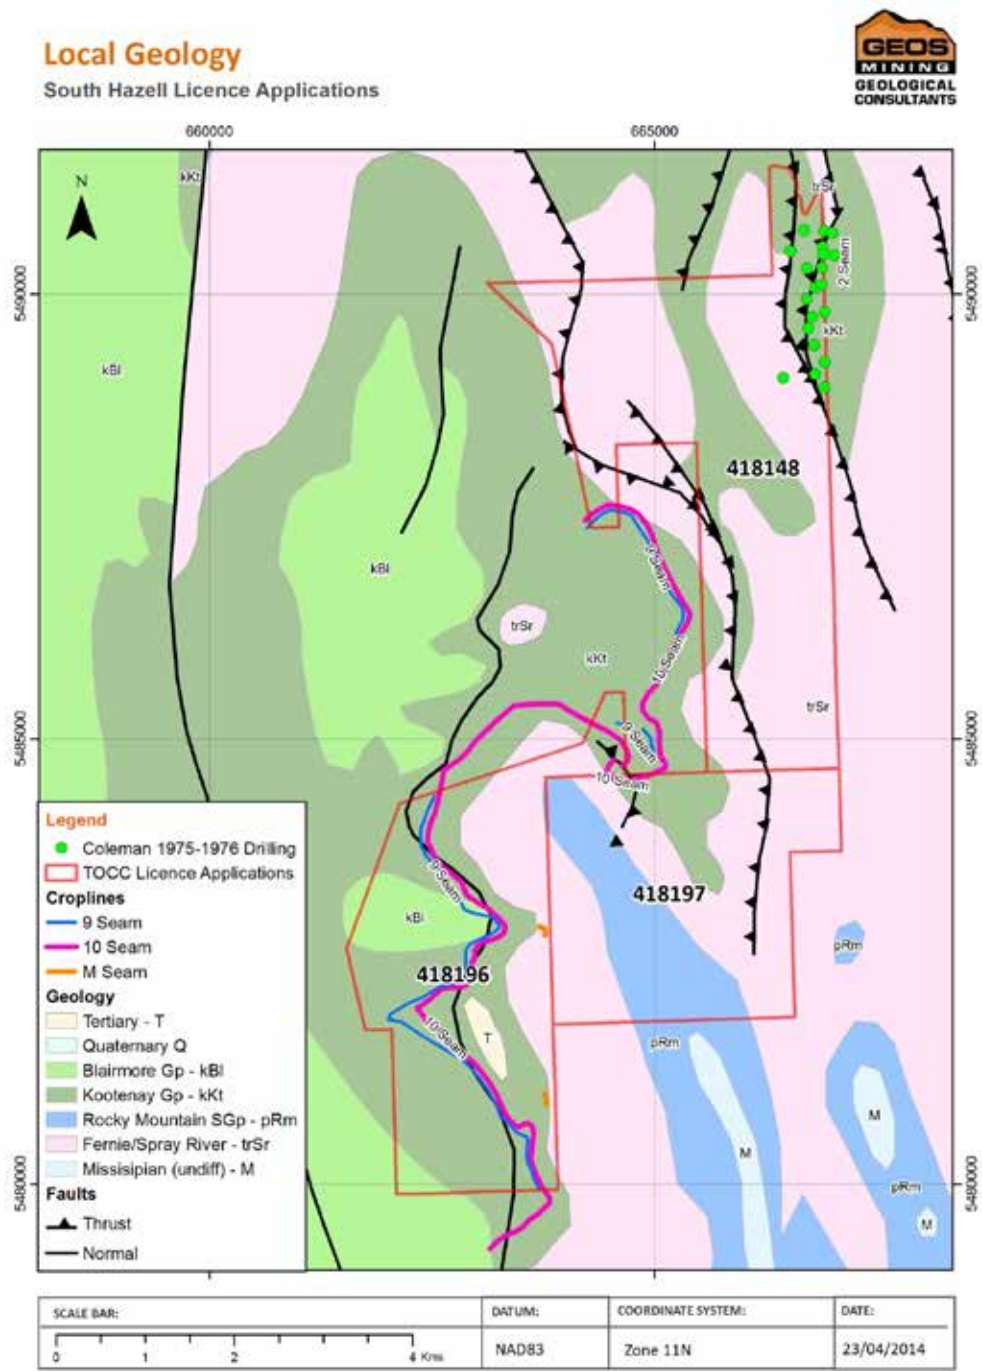 Local Geology
South Hazell Licence Applications
GEOS
MINING
GEOLOGICAL
CONSULTANTS
660000
665000
N
kKt
trSr
2 Seam
5490000
5490000
kKt
kBl
418148
kBl
9 Seam
trSr
kKt
10 Seam
trSr
5485000
5485000
9 Seam
10 Seam
Legend
Coleman 1975-1976 Drilling
TOCC Licence Applications
Croplines
9 Seam
10 Seam
M Seam
Geology
Tertiary - T
Quaternary Q
Blairmore Gp - kBl
Kootenay Gp - kKt
Rocky Mountain SGp - pRm
Fernie/Spray River - trSr
Missisipian (undiff) - M
Faults
Thrust
Normal
9 Seam
418197
kBl
pRm
418196
10 Seam
T
pRm
M
M
5480000
5480000
pRm
M
SCALE BAR:
0 1 2 4 Kms
DATUM:
NAD83
COORDINATE SYSTEM:
Zone 11N
DATE:
23/04/2014